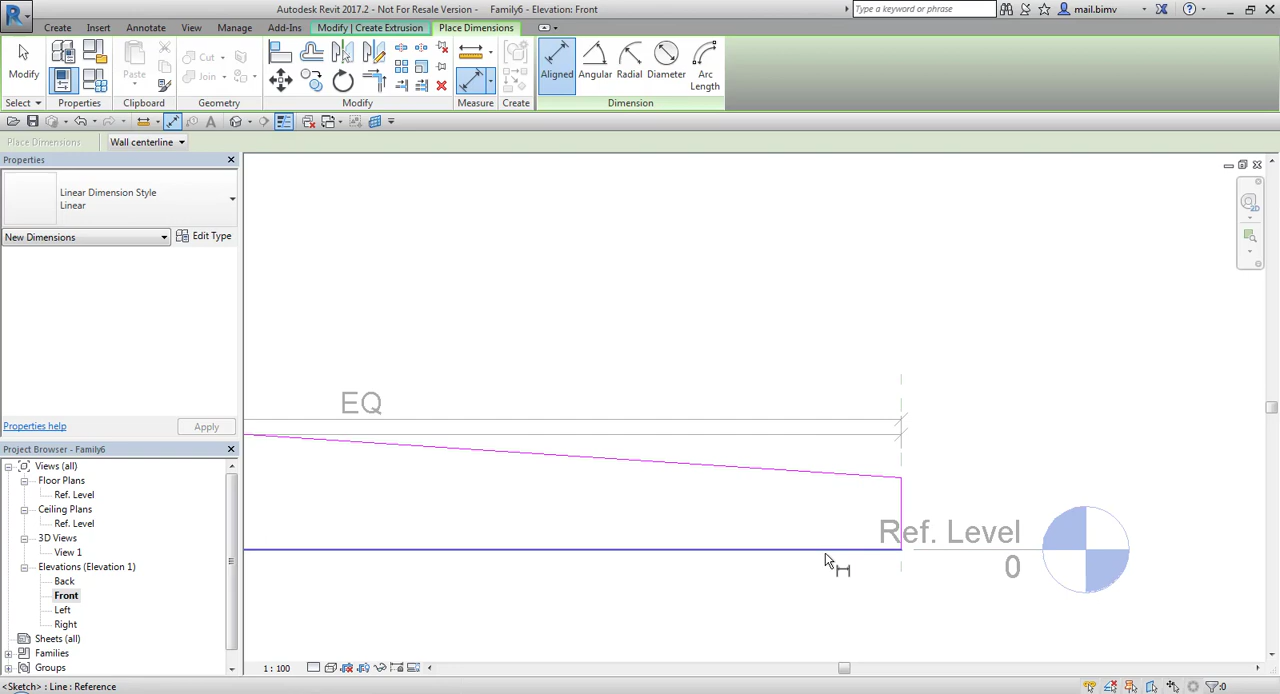 Autodesk Revit 2017.2 - Not For Resale Version - Family6 - Elevation: Front
Type a keyword or phrase
mail.bimv
Create Insert Annotate View Manage Add-Ins Modify | Create Extrusion Place Dimensions
Modify
Paste
Cut
Join
Aligned
Angular
Radial
Diameter
Arc
Length
Select Properties Clipboard Geometry Modify Measure Create Dimension
Place Dimensions
Wall centerline
Properties
Linear Dimension Style
Linear
New Dimensions
Edit Type
Properties help
Apply
Project Browser - Family6
Views (all)
Floor Plans
Ref. Level
Ceiling Plans
Ref. Level
3D Views
View 1
Elevations (Elevation 1)
Back
Front
Left
Right
Sheets (all)
Families
Groups
EQ
Ref. Level
0
1 : 100
<Sketch> : Line : Reference
:0